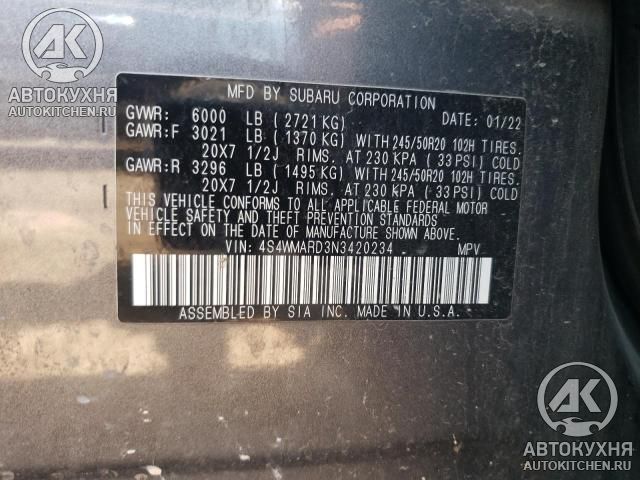 AK
АВТОКУХНЯ
AUTOKITCHEN.RU
MFD BY SUBARU CORPORATION DATE: 01/22
GVWR: 6000 LB (2721 KG)
GAWR:F 3021 LB (1370 KG) WITH 245/50R20 102H TIRES.
20X7 1/2J RIMS. AT 230 KPA (33 PSI) COLD
GAWR:R 3296 LB (1495 KG) WITH 245/50R20 102H TIRES.
20X7 1/2J RIMS. AT 230 KPA (33 PSI) COLD
THIS VEHICLE CONFORMS TO ALL APPLICABLE FEDERAL MOTOR
VEHICLE SAFETY AND THEFT PREVENTION STANDARDS
IN EFFECT ON THE DATE OF MANUFACTURE SHOWN ABOVE.
VIN: 4S4WMARD3N3420234 MPV
ASSEMBLED BY SIA INC. MADE IN U.S.A.
AK
АВТОКУХНЯ
AUTOKITCHEN.RU